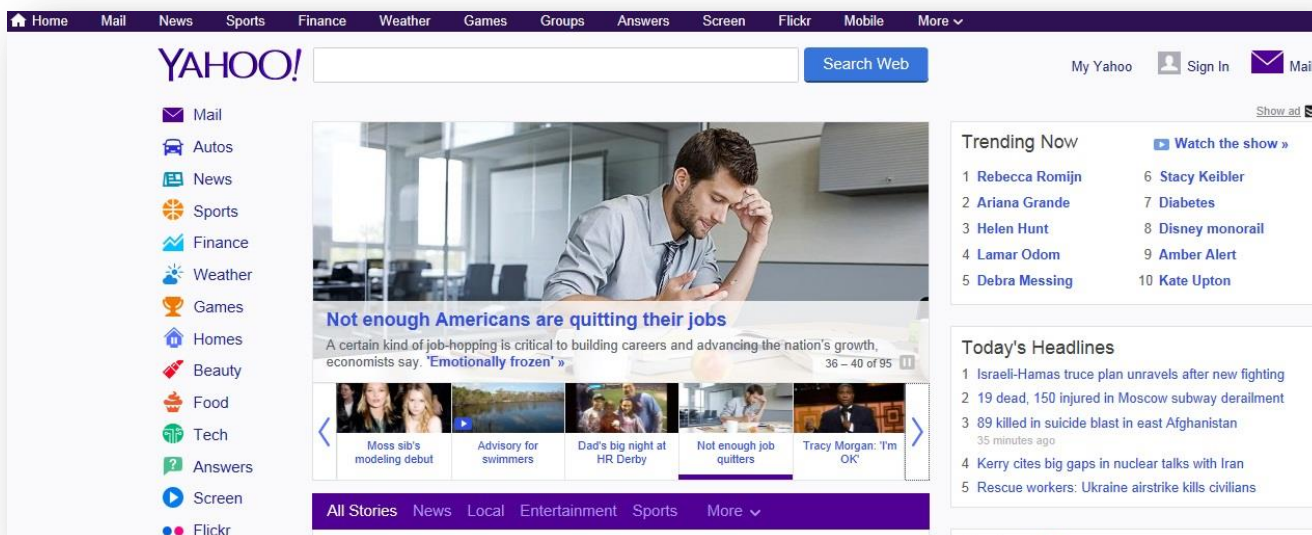 Home Mail News Sports Finance Weather Games Groups Answers Screen Flickr Mobile More
YAHOO!
Search Web
My Yahoo
Sign In
Mail
Show ad
Mail
Autos
News
Sports
Finance
Weather
Games
Homes
Beauty
Food
Tech
Answers
Screen
Flickr
Not enough Americans are quitting their jobs
A certain kind of job-hopping is critical to building careers and advancing the nation's growth,
economists say. 'Emotionally frozen' »
36 – 40 of 95
Moss sib's
modeling debut
Advisory for
swimmers
Dad's big night at
HR Derby
Not enough job
quitters
Tracy Morgan: 'I'm
OK'
All Stories News Local Entertainment Sports More
Trending Now
Watch the show »
1 Rebecca Romijn
2 Ariana Grande
3 Helen Hunt
4 Lamar Odom
5 Debra Messing
6 Stacy Keibler
7 Diabetes
8 Disney monorail
9 Amber Alert
10 Kate Upton
Today's Headlines
1 Israeli-Hamas truce plan unravels after new fighting
2 19 dead, 150 injured in Moscow subway derailment
3 89 killed in suicide blast in east Afghanistan
35 minutes ago
4 Kerry cites big gaps in nuclear talks with Iran
5 Rescue workers: Ukraine airstrike kills civilians